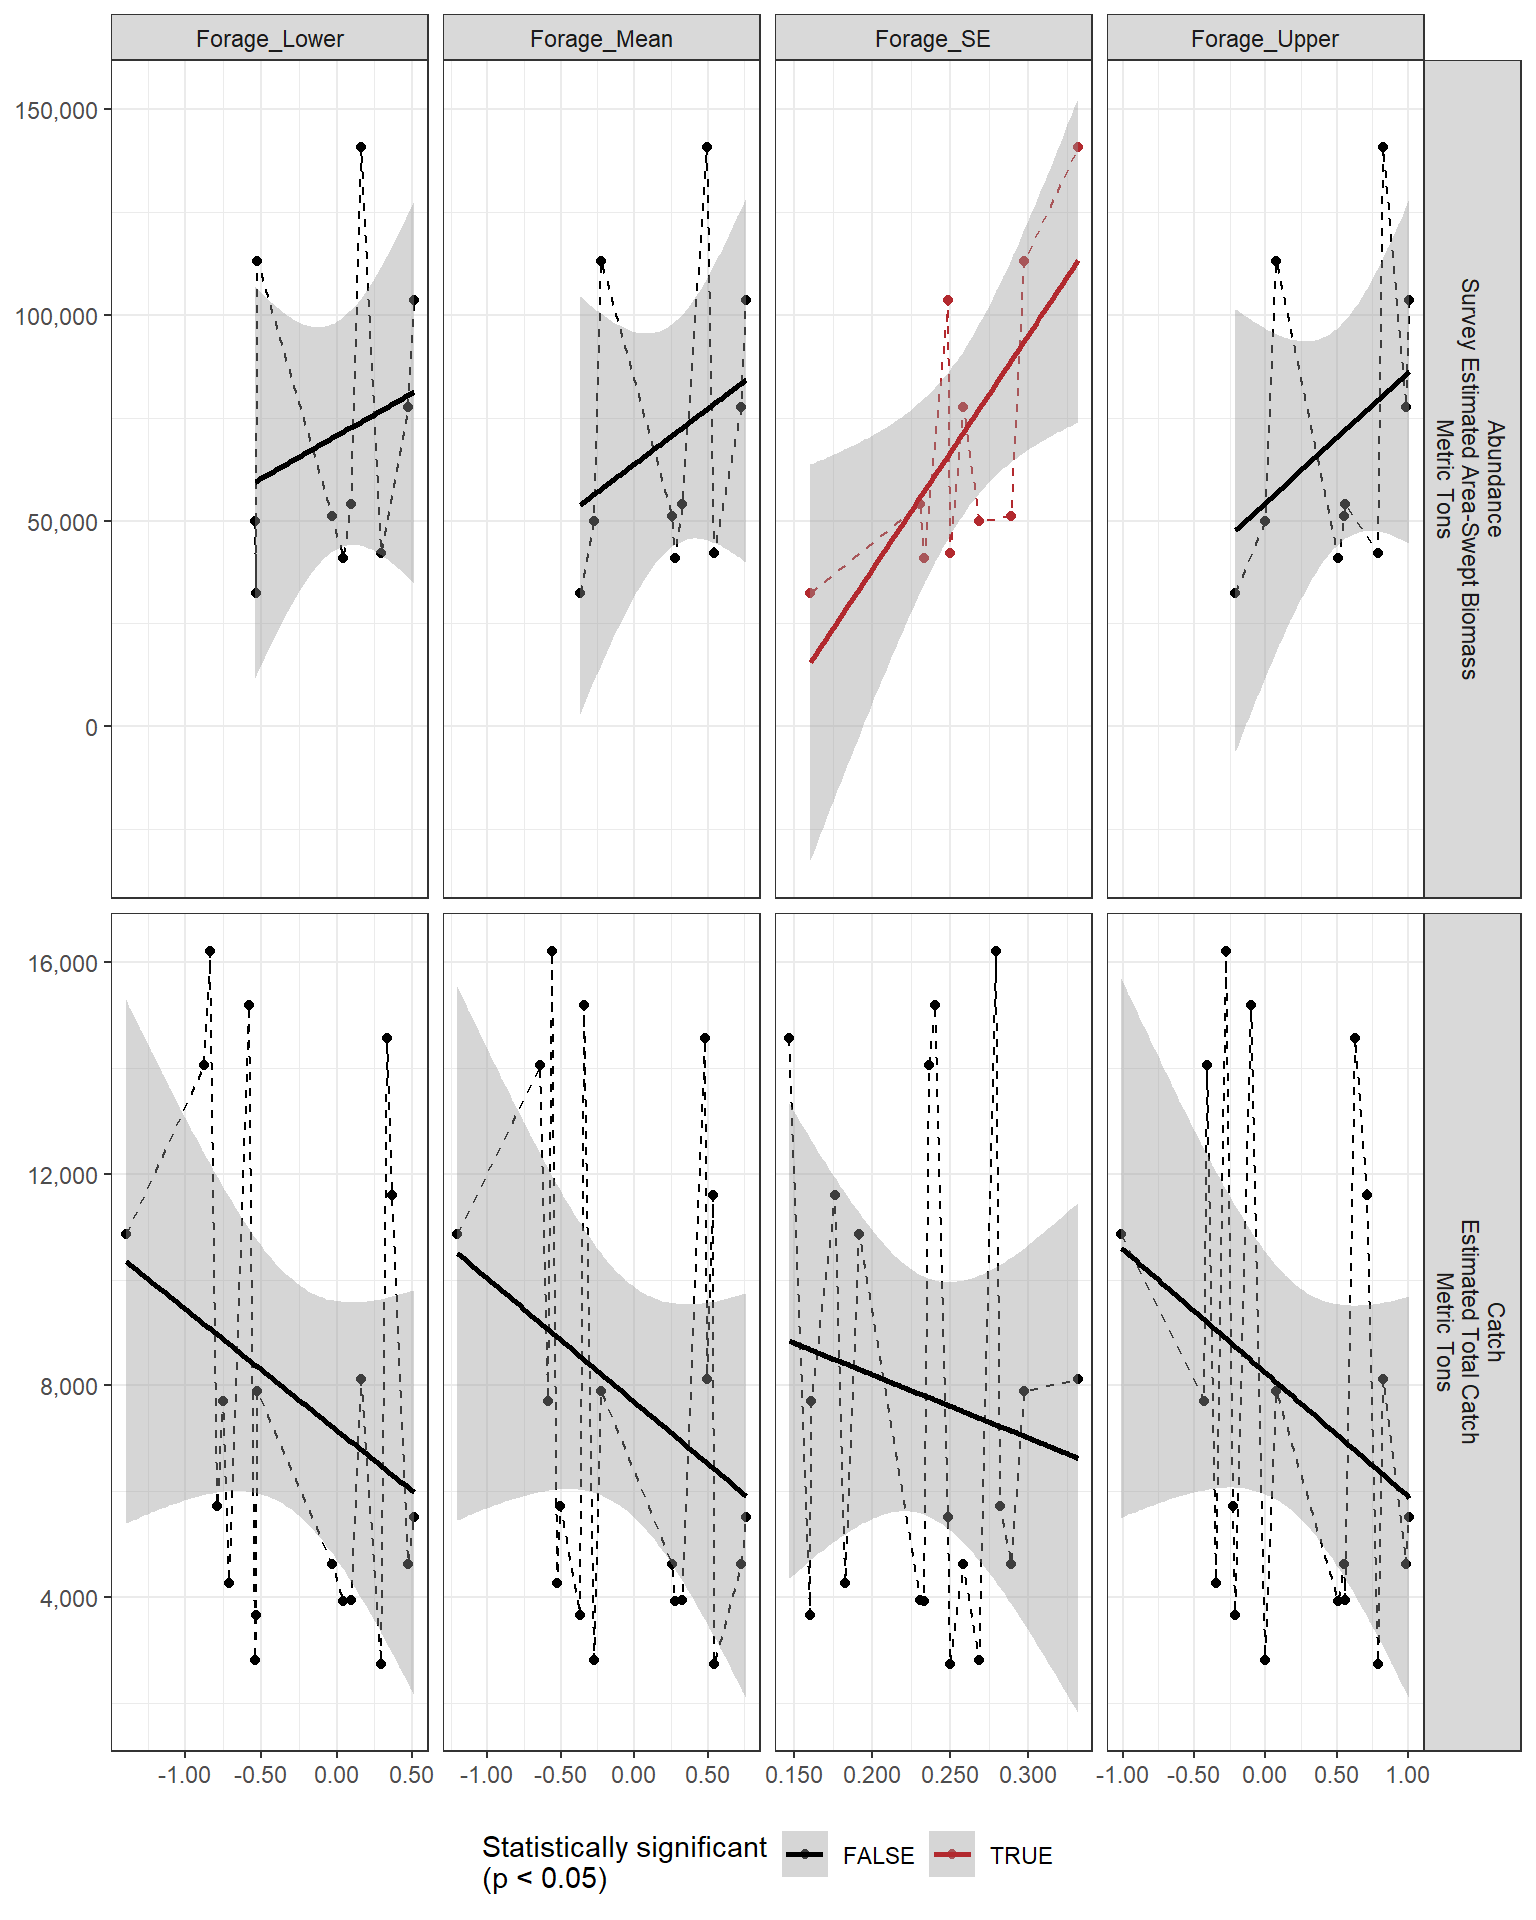 Forage_Lower
Forage_Mean
Forage_SE
Forage_Upper
150,000
100,000
50,000
0
Abundance
Survey Estimated Area-Swept Biomass
Metric Tons
16,000
12,000
8,000
4,000
Catch
Estimated Total Catch
Metric Tons
-1.00 -0.50 0.00 0.50
-1.00 -0.50 0.00 0.50
0.150 0.200 0.250 0.300
-1.00 -0.50 0.00 0.50 1.00
Statistically significant
(p < 0.05)
FALSE
TRUE